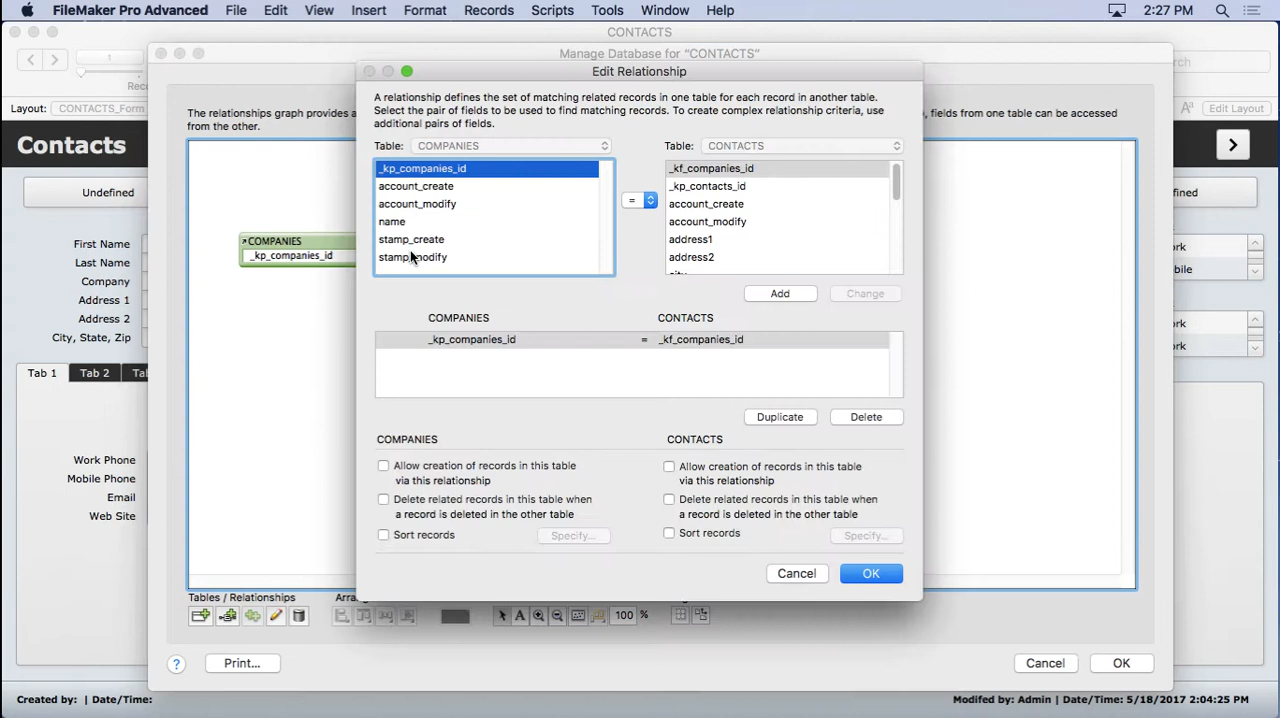 FileMaker Pro Advanced File Edit View Insert Format Records Scripts Tools Window Help 2:27 PM
CONTACTS
Manage Database for “CONTACTS”
Edit Relationship
Layout: CONTACTS_Form
Edit Layout
Contacts
Undefined
First Name
Last Name
Company
Address 1
Address 2
City, State, Zip
Tab 1 Tab 2
Work Phone
Mobile Phone
Email
Web Site
The relationships graph provides a
, fields from one table can be accessed
from the other.
COMPANIES
_kp_companies_id
A relationship defines the set of matching related records in one table for each record in another table.
Select the pair of fields to be used to find matching records. To create complex relationship criteria, use
additional pairs of fields.
Table: COMPANIES
Table: CONTACTS
_kp_companies_id
account_create
account_modify
name
stamp_create
stamp_modify
=
_kf_companies_id
_kp_contacts_id
account_create
account_modify
address1
address2
city
Add Change
COMPANIES CONTACTS
_kp_companies_id = _kf_companies_id
Duplicate Delete
COMPANIES
Allow creation of records in this table
via this relationship
Delete related records in this table when
a record is deleted in the other table
Sort records Specify...
CONTACTS
Allow creation of records in this table
via this relationship
Delete related records in this table when
a record is deleted in the other table
Sort records Specify...
Cancel OK
Tables / Relationships
100 %
? Print... Cancel OK
Created by: | Date/Time:
Modifed by: Admin | Date/Time: 5/18/2017 2:04:25 PM